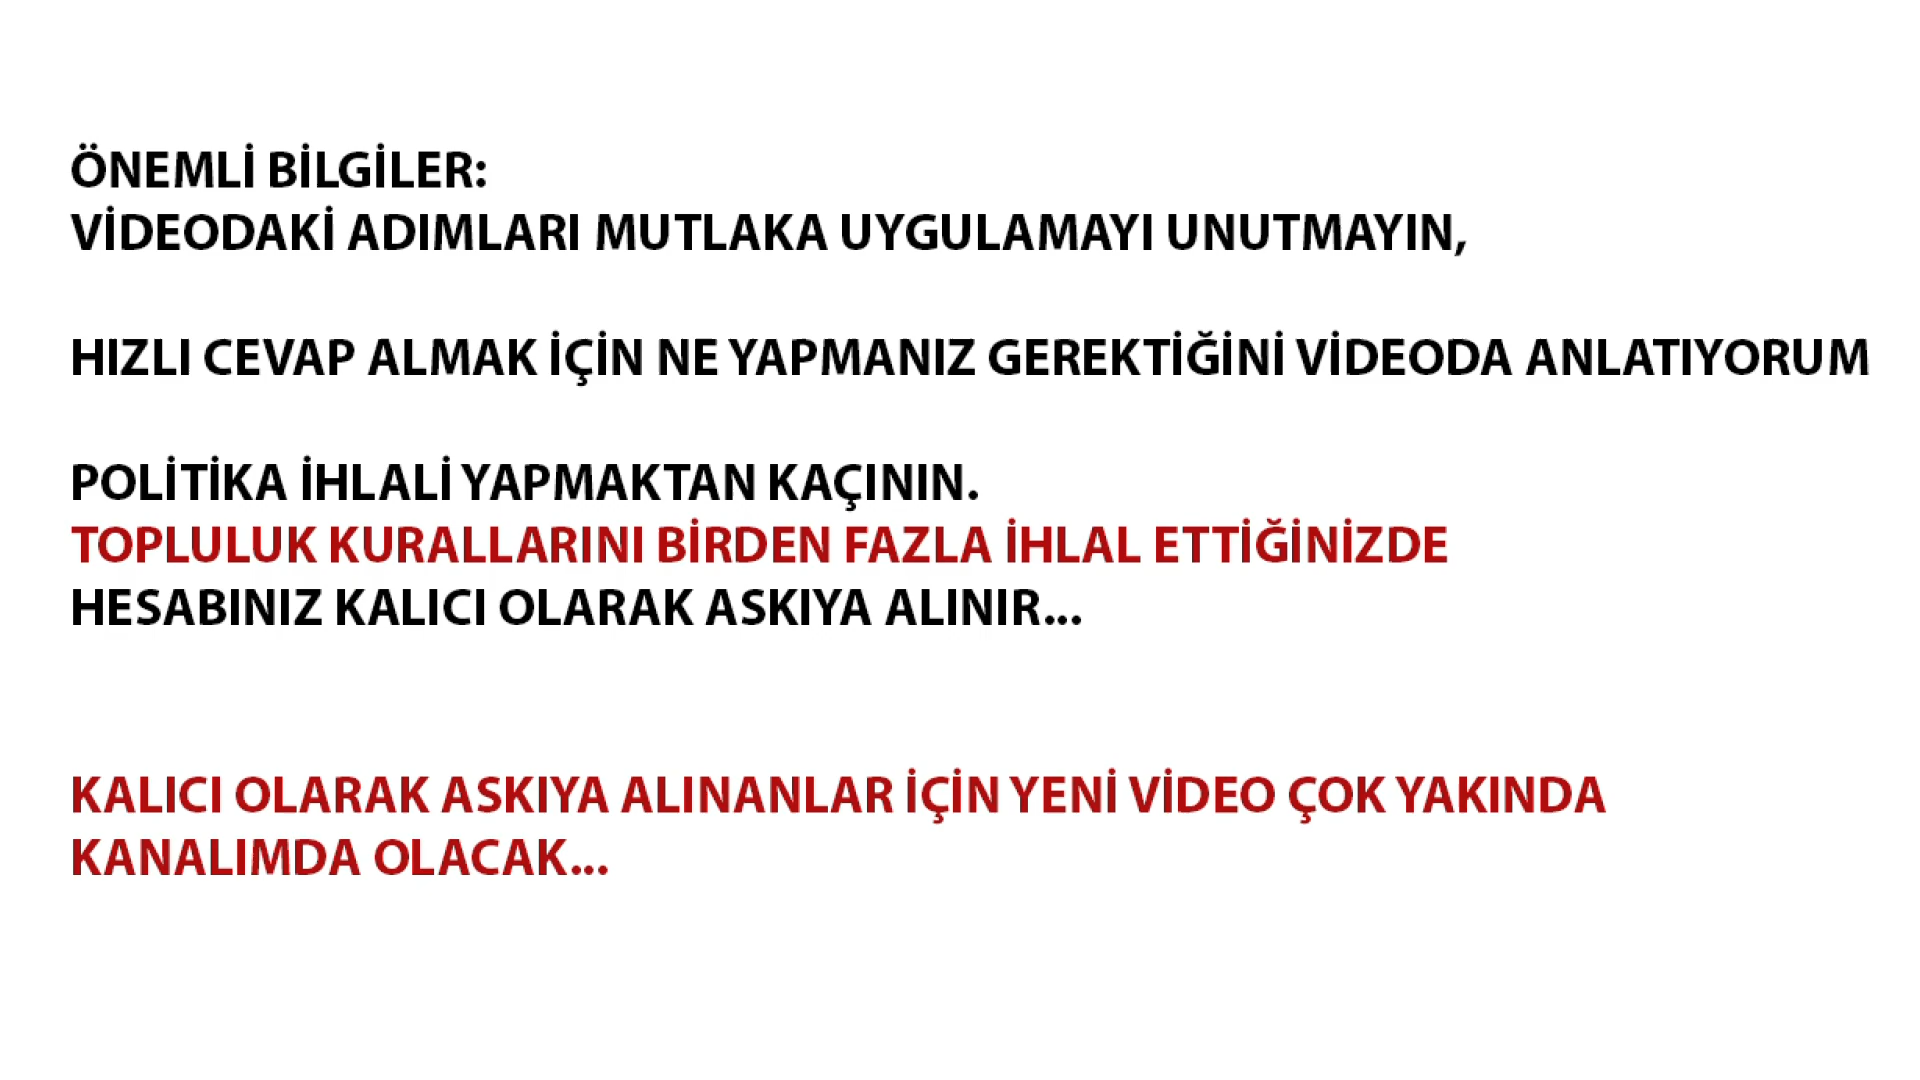 ÖNEMLİ BİLGİLER:
VİDEODAKİ ADIMLARI MUTLAKA UYGULAMAYI UNUTMAYIN,
HIZLI CEVAP ALMAK İÇİN NE YAPMANIZ GEREKTİĞİNİ VİDEODA ANLATIYORUM
POLİTİKA İHLALİ YAPMAKTAN KAÇININ.
TOPLULUK KURALLARINI BİRDEN FAZLA İHLAL ETTİĞİNİZDE
HESABINIZ KALICI OLARAK ASKIYA ALINIR...
KALICI OLARAK ASKIYA ALINANLAR İÇİN YENİ VİDEO ÇOK YAKINDA
KANALIMDA OLACAK...